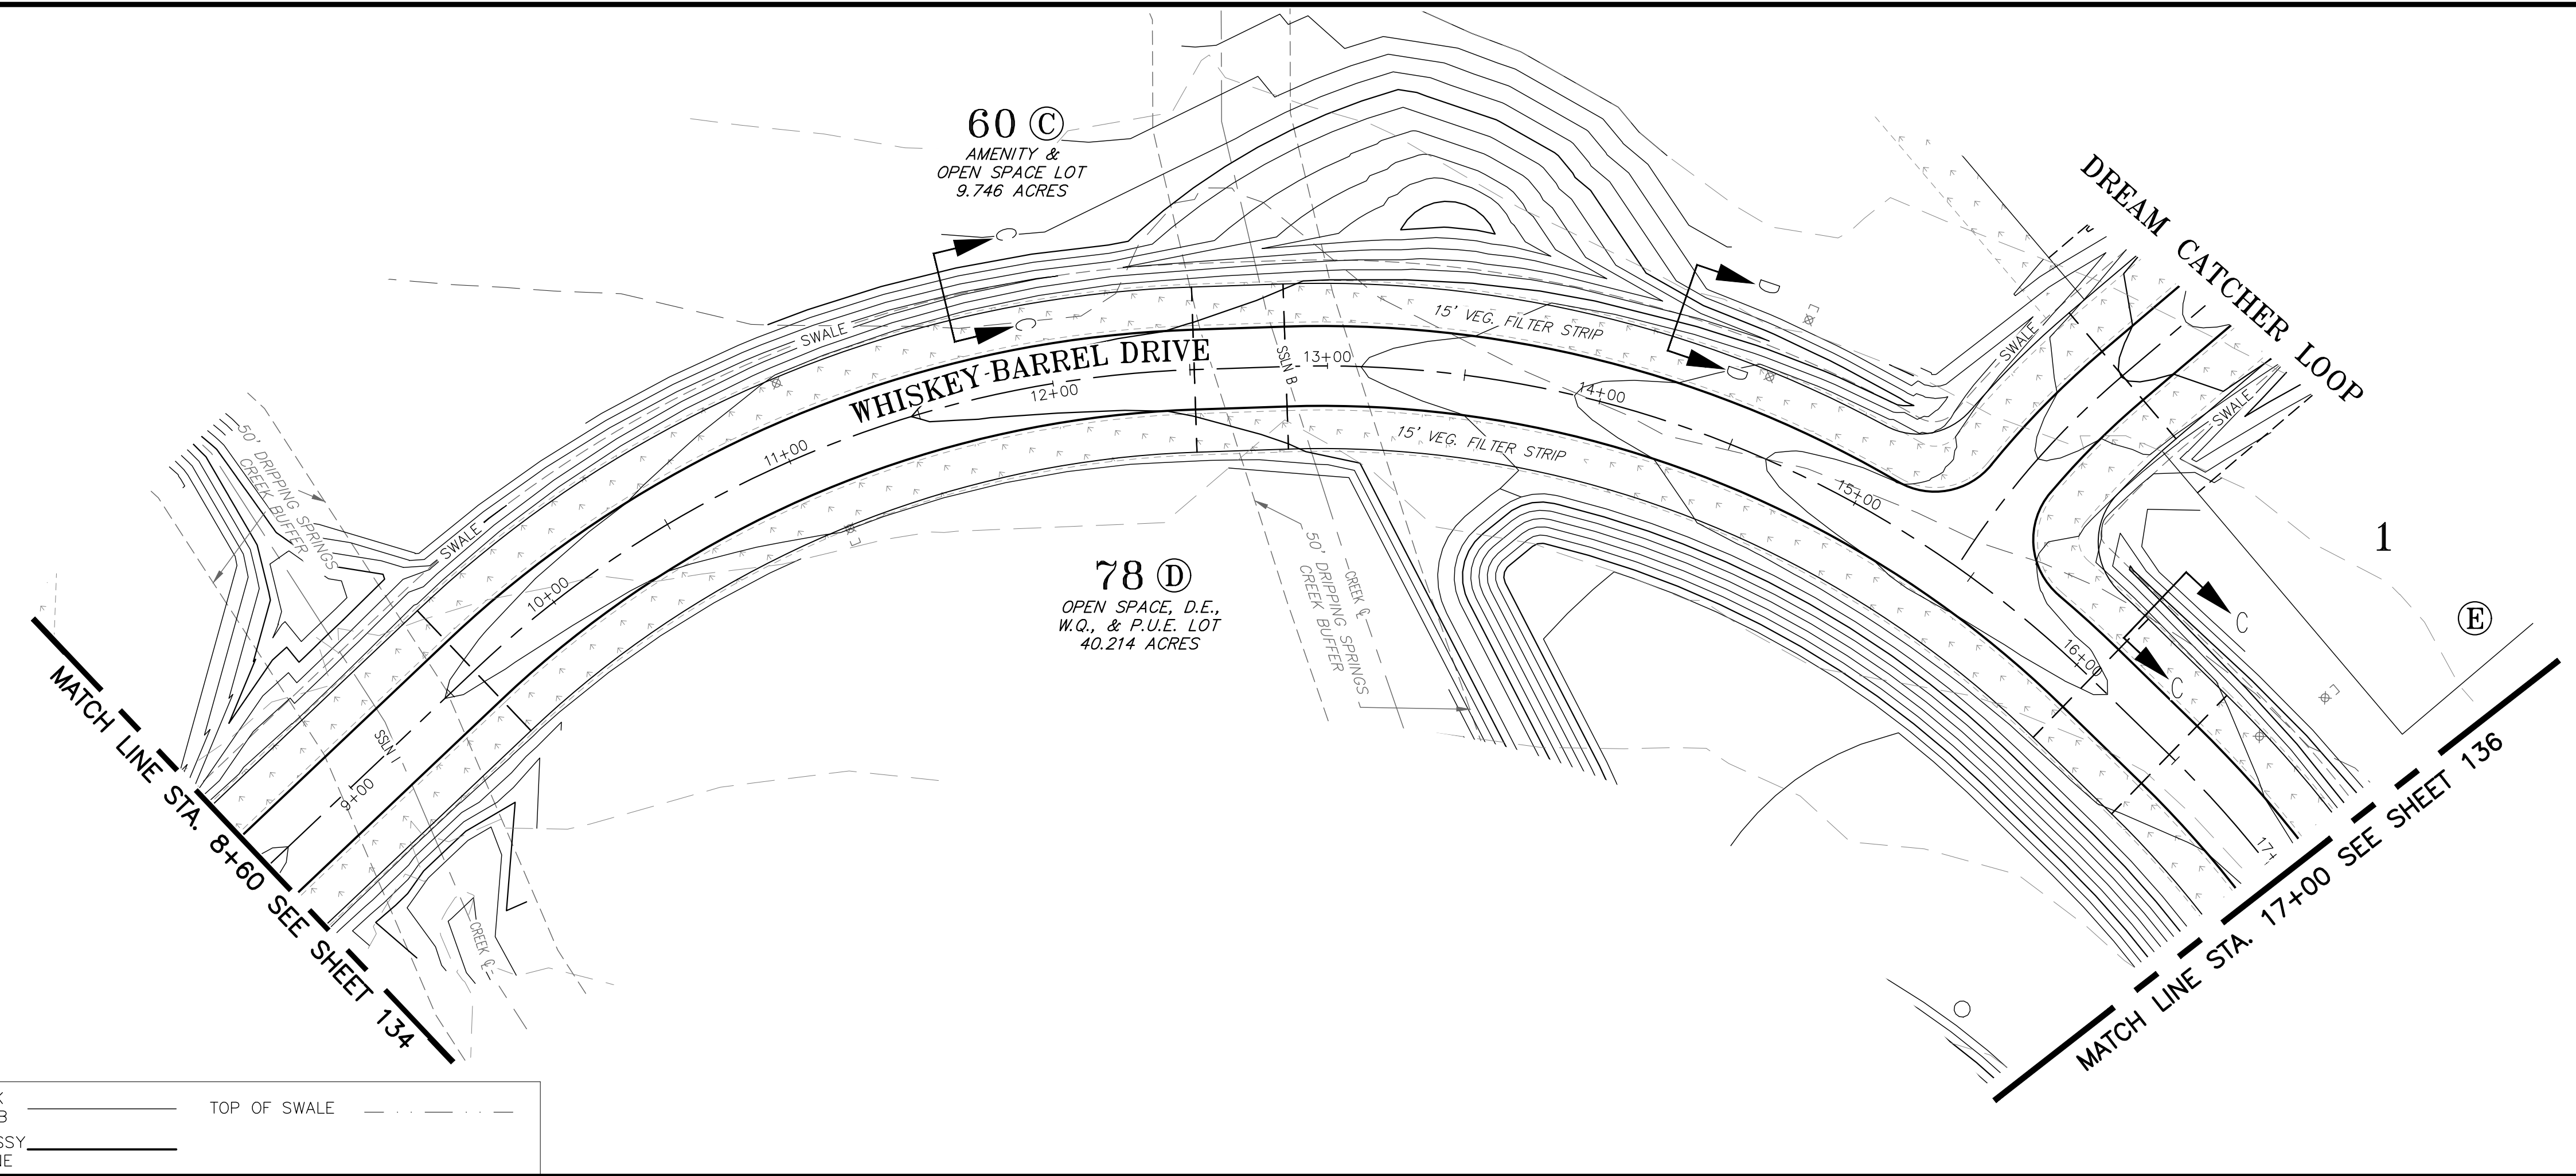 60 C
AMENITY &
OPEN SPACE LOT
9.746 ACRES
DREAM CATCHER LOOP
C
C
D
D
SWALE
15' VEG. FILTER STRIP
SWALE
SWALE
WHISKEY BARREL DRIVE
SSLN B
13+00
12+00
14+00
15' VEG. FILTER STRIP
11+00
50' DRIPPING SPRINGS
CREEK BUFFER
SWALE
15+00
1
E
10+00
78 D
OPEN SPACE, D.E.,
W.Q., & P.U.E. LOT
40.214 ACRES
CREEK ℄
50' DRIPPING SPRINGS
CREEK BUFFER
C
C
16+00
SSLN I
9+00
17+
CREEK ℄
MATCH LINE STA. 8+60 SEE SHEET 134
MATCH LINE STA. 17+00 SEE SHEET 136
TOP OF SWALE
B
SSY
NE